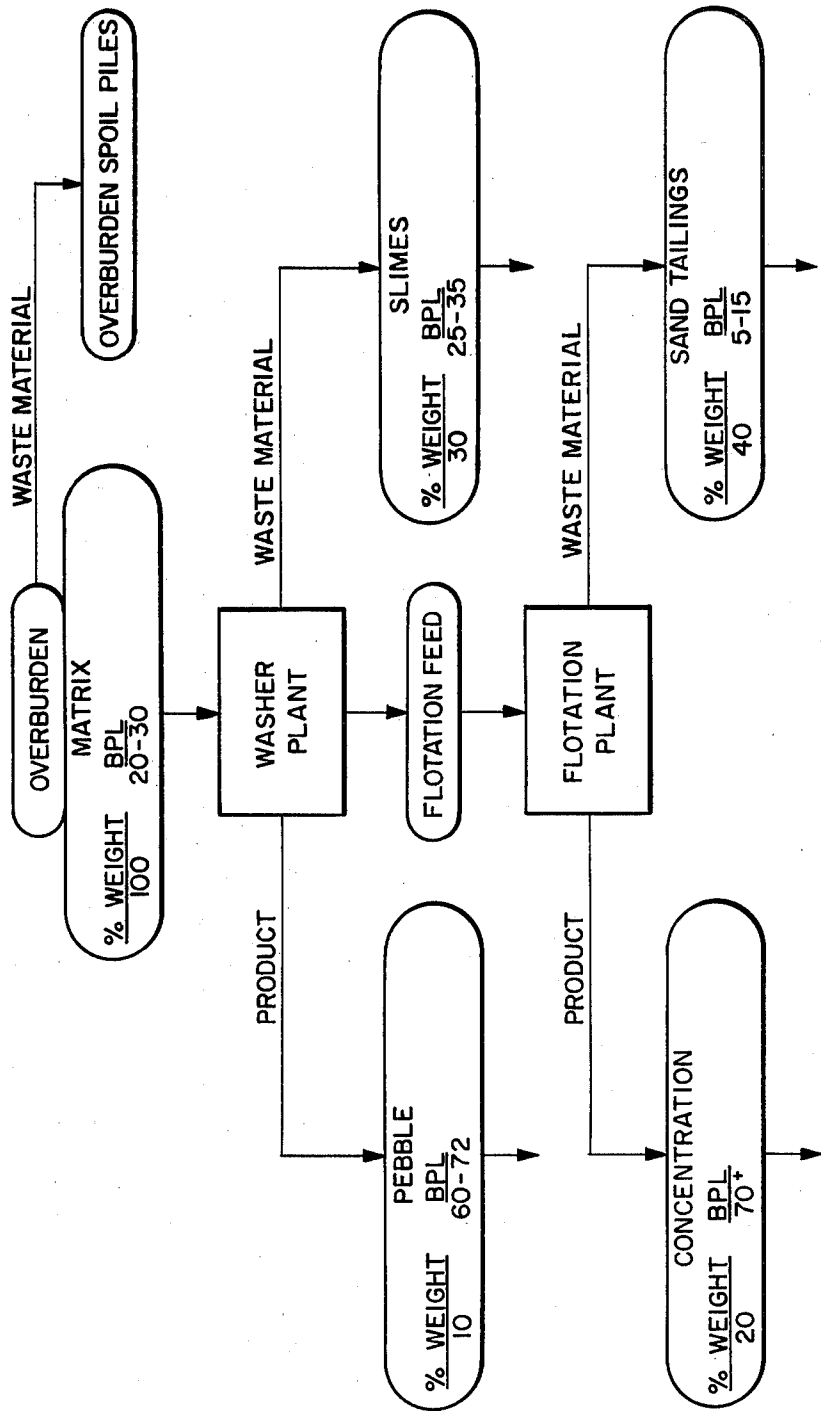 WASTE MATERIAL
OVERBURDEN
OVERBURDEN SPOIL PILES
MATRIX
% WEIGHT BPL
100 20-30
PRODUCT
WASHER
PLANT
WASTE MATERIAL
PEBBLE
% WEIGHT BPL
10 60-72
FLOTATION FEED
SLIMES
% WEIGHT BPL
30 25-35
PRODUCT
FLOTATION
PLANT
WASTE MATERIAL
CONCENTRATION
% WEIGHT BPL
20 70+
SAND TAILINGS
% WEIGHT BPL
40 5-15